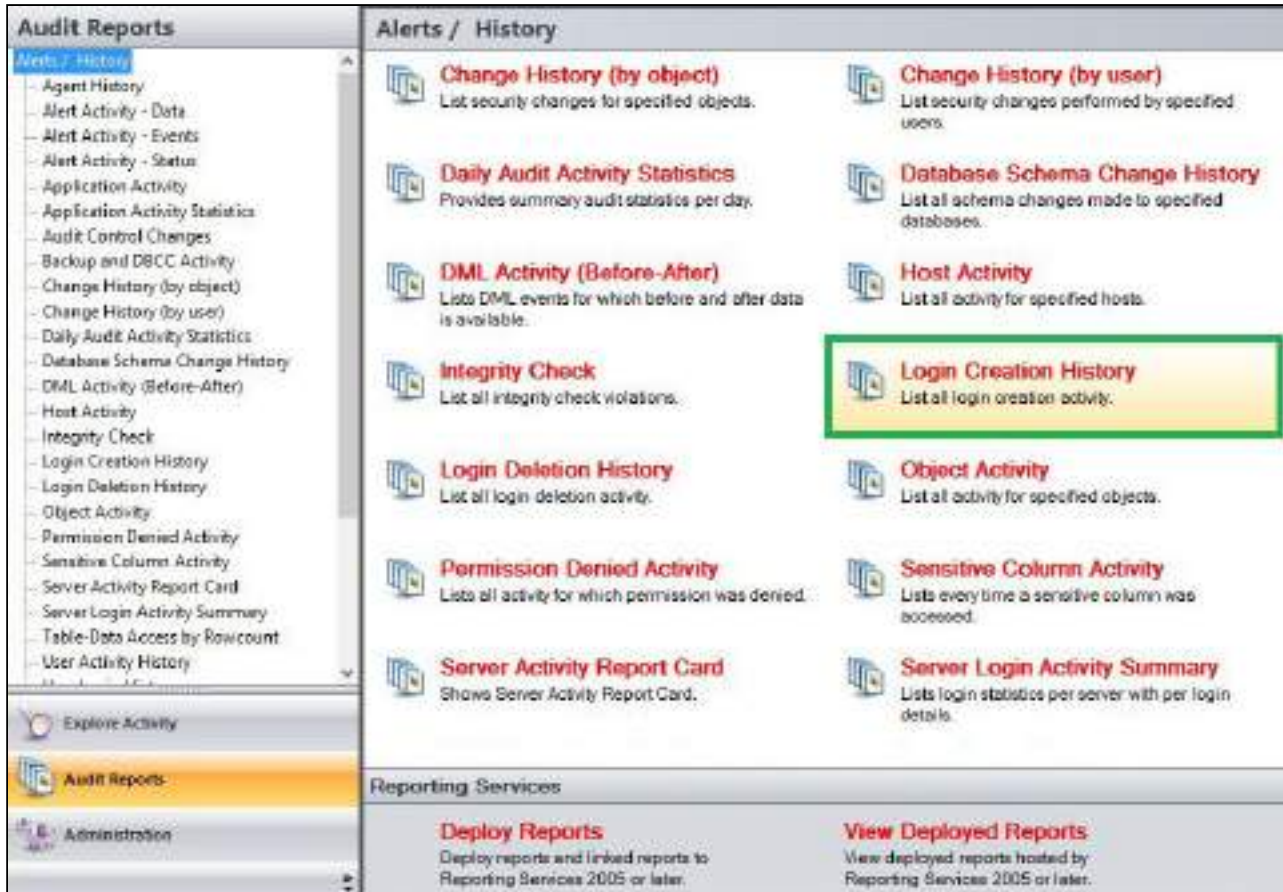 Audit Reports
Alerts / History
Agent History
Alert Activity - Data
Alert Activity - Events
Alert Activity - Status
Application Activity
Application Activity Statistics
Audit Control Changes
Backup and DBCC Activity
Change History (by object)
Change History (by user)
Daily Audit Activity Statistics
Database Schema Change History
DML Activity (Before-After)
Host Activity
Integrity Check
Login Creation History
Login Deletion History
Object Activity
Permission Denied Activity
Sensitive Column Activity
Server Activity Report Card
Server Login Activity Summary
Table-Data Access by Rowcount
User Activity History
Explore Activity
Audit Reports
Administration
Alerts / History
Change History (by object)
List security changes for specified objects.
Change History (by user)
List security changes performed by specified
users.
Daily Audit Activity Statistics
Provides summary audit statistics per day.
Database Schema Change History
List all schema changes made to specified
databases.
DML Activity (Before-After)
Lists DML events for which before and after data
is available.
Host Activity
List all activity for specified hosts.
Integrity Check
List all integrity check violations.
Login Creation History
List all login creation activity.
Login Deletion History
List all login deletion activity.
Object Activity
List all activity for specified objects.
Permission Denied Activity
Lists all activity for which permission was denied.
Sensitive Column Activity
Lists every time a sensitive column was
accessed.
Server Activity Report Card
Shows Server Activity Report Card.
Server Login Activity Summary
Lists login statistics per server with per login
details.
Reporting Services
Deploy Reports
Deploy reports and linked reports to
Reporting Services 2005 or later.
View Deployed Reports
View deployed reports hosted by
Reporting Services 2005 or later.